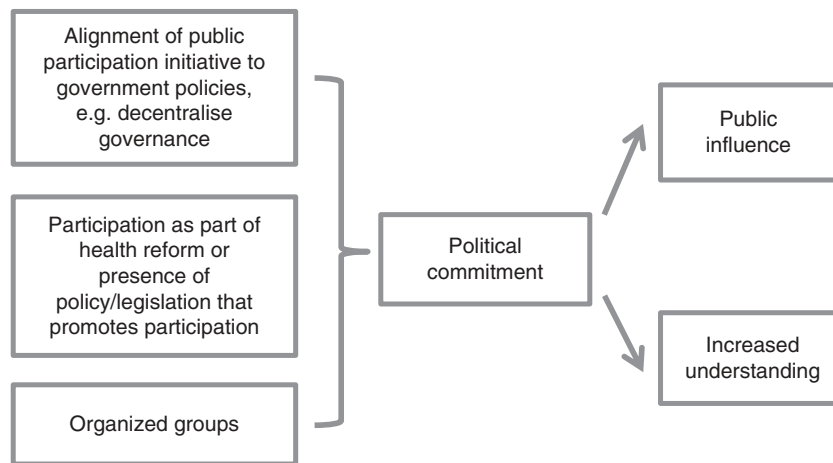 Alignment of public
participation initiative to
government policies,
e.g. decentralise
governance
Participation as part of
health reform or
presence of
policy/legislation that
promotes participation
Organized groups
Political
commitment
Public
influence
Increased
understanding